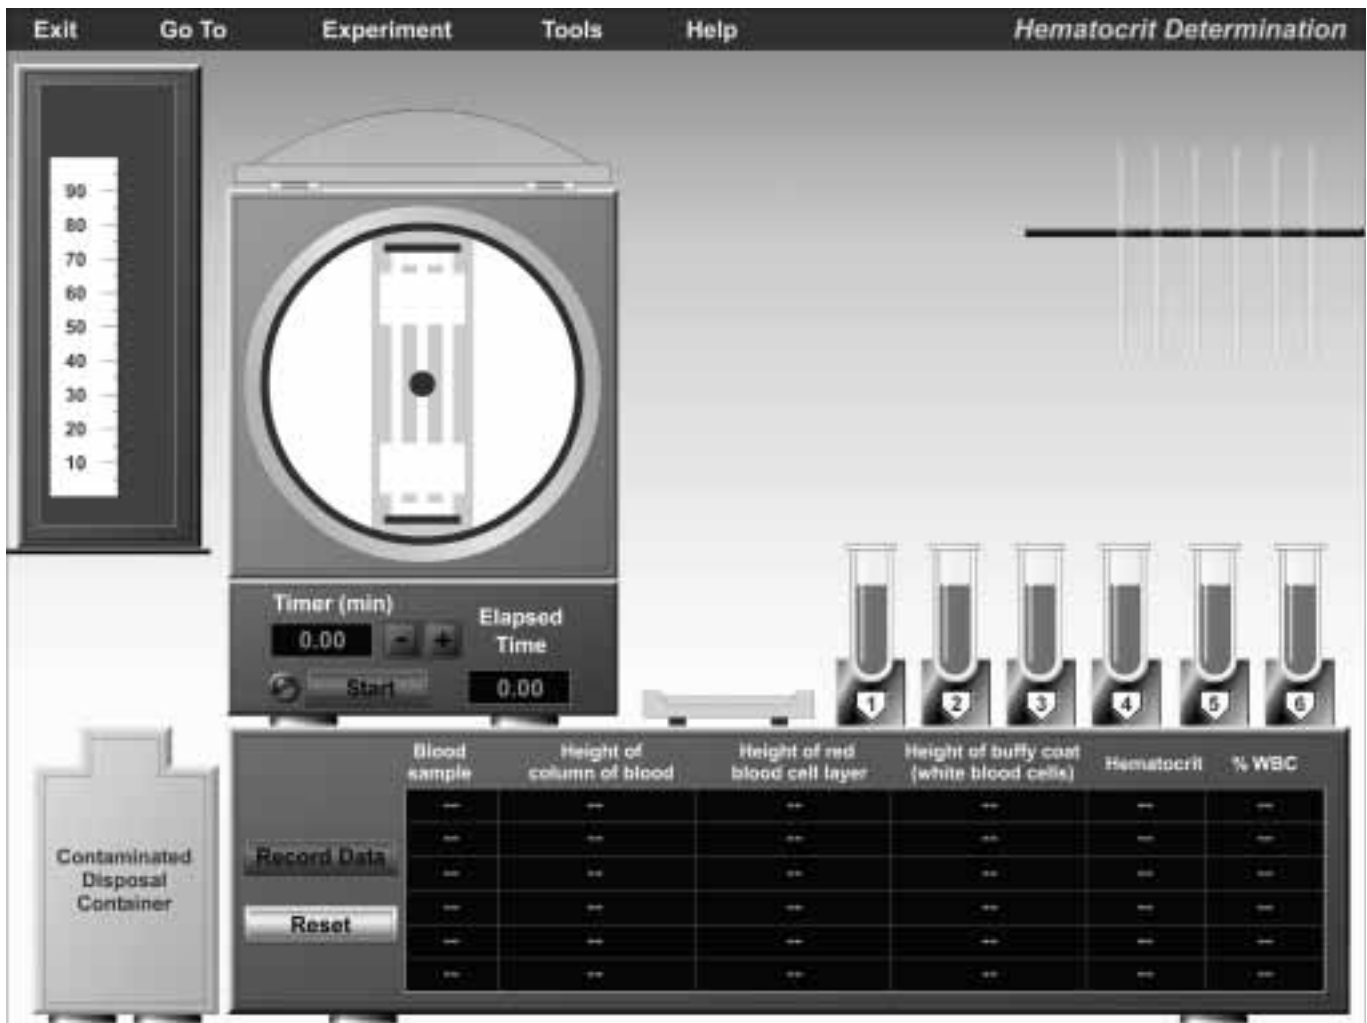 Exit Go To Experiment Tools Help Hematocrit Determination
90
80
70
60
50
40
30
20
10
Timer (min)
0.00 - +
Elapsed
Time
Start 0.00
1 2 3 4 5 6
Contaminated
Disposal
Container
Record Data
Reset
Blood
sample
Height of
column of blood
Height of red
blood cell layer
Height of buffy coat
(white blood cells)
Hematocrit
% WBC
-- -- -- -- -- --
-- -- -- -- -- --
-- -- -- -- -- --
-- -- -- -- -- --
-- -- -- -- -- --
-- -- -- -- -- --